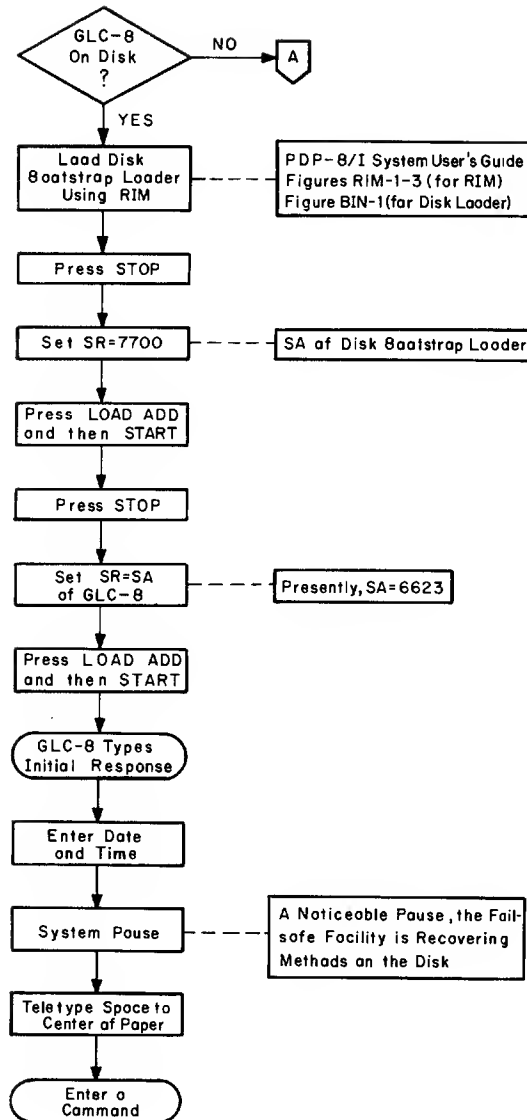 GLC-8
On Disk
?
NO
A
YES
Load Disk
Bootstrap Loader
Using RIM
PDP-8/I System User's Guide
Figures RIM-1-3 (for RIM)
Figure BIN-1 (for Disk Loader)
Press STOP
Set SR=7700
SA of Disk Bootstrap Loader
Press LOAD ADD
and then START
Press STOP
Set SR=SA
of GLC-8
Presently, SA=6623
Press LOAD ADD
and then START
GLC-8 Types
Initial Response
Enter Date
and Time
System Pause
A Noticeable Pause, the Fail-
safe Facility is Recovering
Methods on the Disk
Teletype Space to
Center of Paper
Enter a
Command